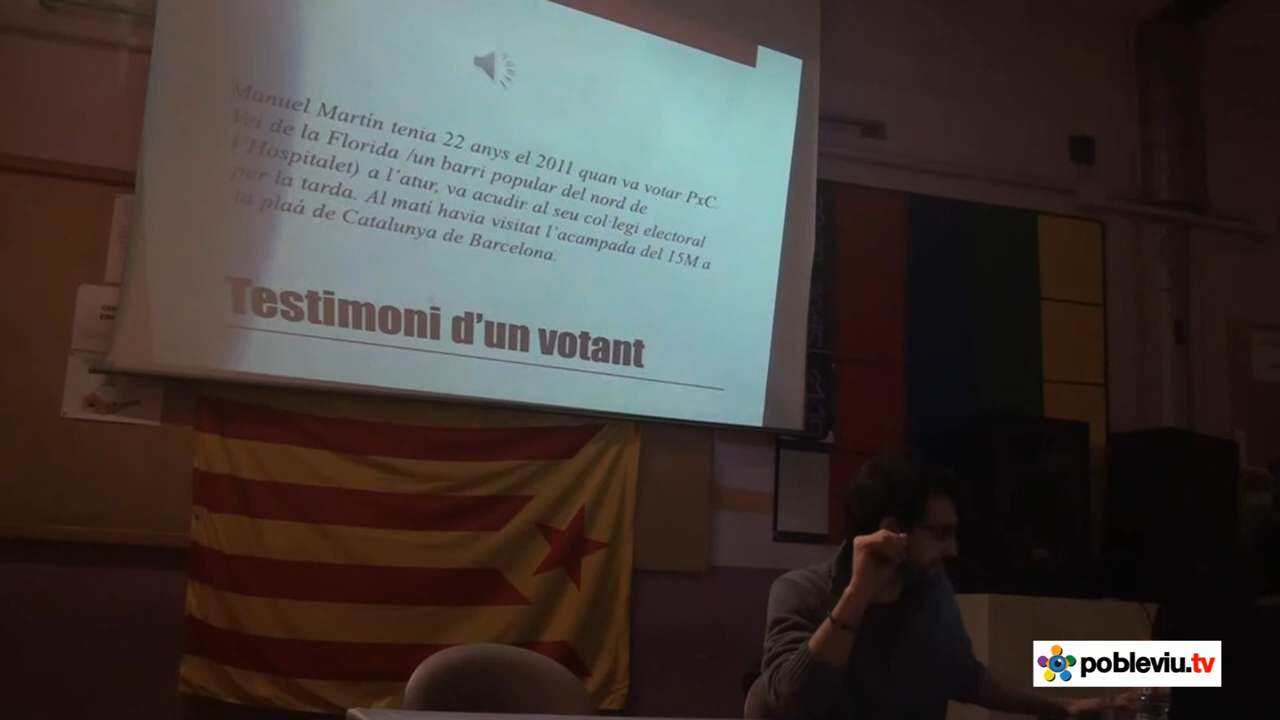 Manuel Martín tenia 22 anys el 2011 quan va votar PxC.
Veí de la Florida /un barri popular del nord de
l'Hospitalet) a l'atur, va acudir al seu col·legi electoral
per la tarda. Al matí havia visitat l'acampada del 15M a
la plaá de Catalunya de Barcelona.
Testimoni d'un votant
pobleviu.tv